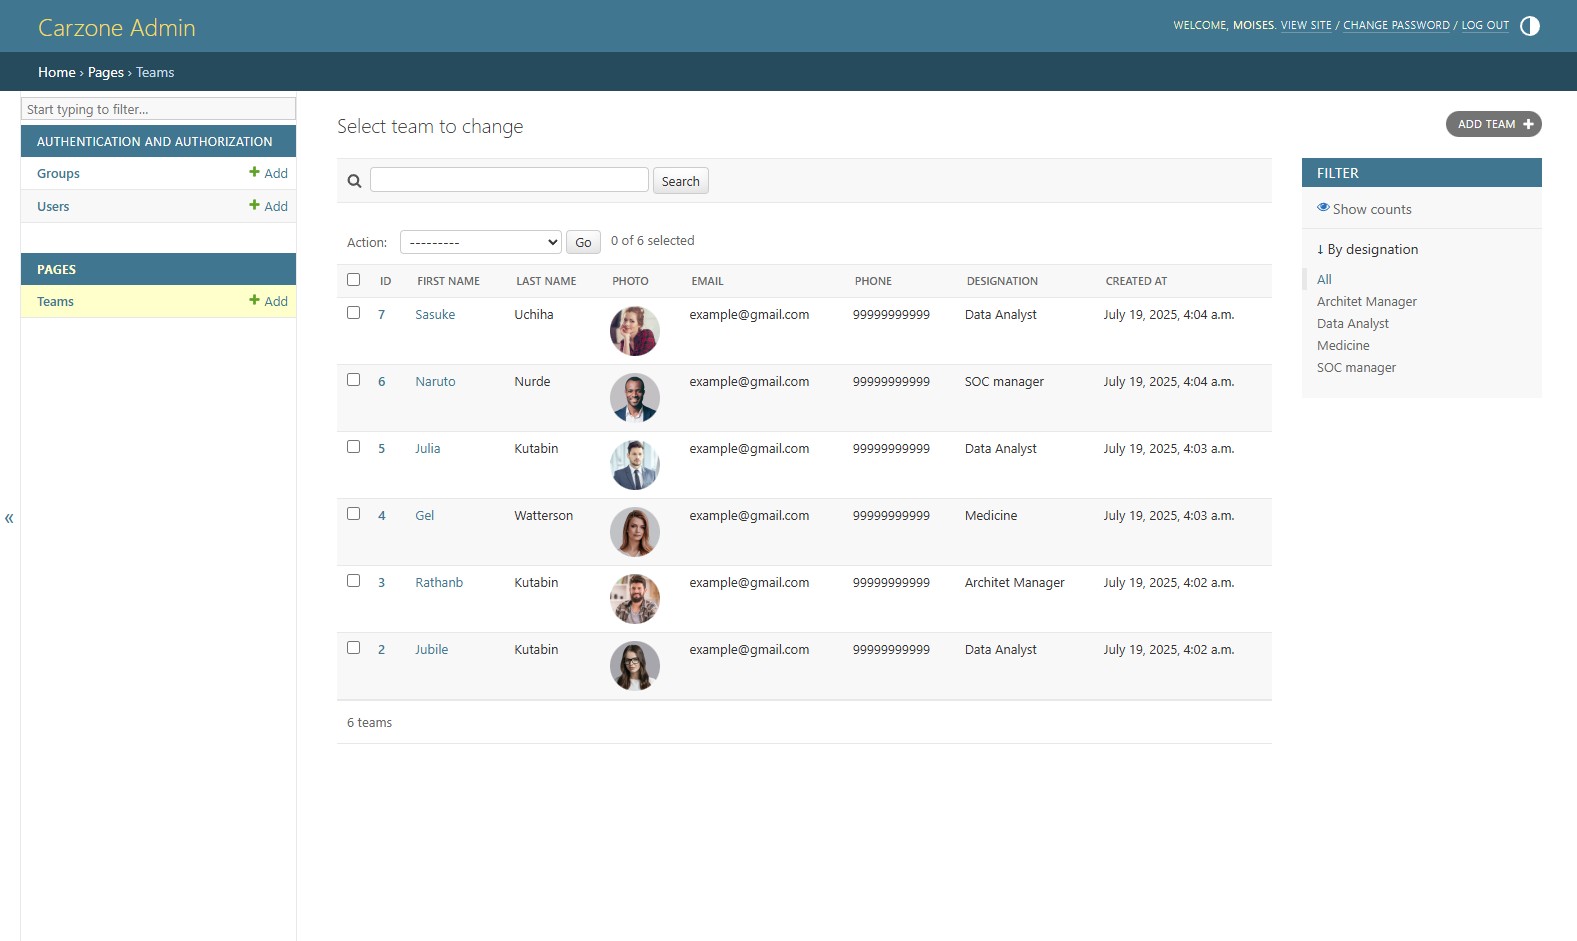 Carzone Admin
WELCOME, MOISES. VIEW SITE / CHANGE PASSWORD / LOG OUT
Home › Pages › Teams
Start typing to filter...
AUTHENTICATION AND AUTHORIZATION
Groups + Add
Users + Add
PAGES
Teams + Add
«
Select team to change
ADD TEAM +
Search
Action: --------- Go 0 of 6 selected
ID FIRST NAME LAST NAME PHOTO EMAIL PHONE DESIGNATION CREATED AT
7 Sasuke Uchiha example@gmail.com 99999999999 Data Analyst July 19, 2025, 4:04 a.m.
6 Naruto Nurde example@gmail.com 99999999999 SOC manager July 19, 2025, 4:04 a.m.
5 Julia Kutabin example@gmail.com 99999999999 Data Analyst July 19, 2025, 4:03 a.m.
4 Gel Watterson example@gmail.com 99999999999 Medicine July 19, 2025, 4:03 a.m.
3 Rathanb Kutabin example@gmail.com 99999999999 Architet Manager July 19, 2025, 4:02 a.m.
2 Jubile Kutabin example@gmail.com 99999999999 Data Analyst July 19, 2025, 4:02 a.m.
6 teams
FILTER
Show counts
↓ By designation
All
Architet Manager
Data Analyst
Medicine
SOC manager